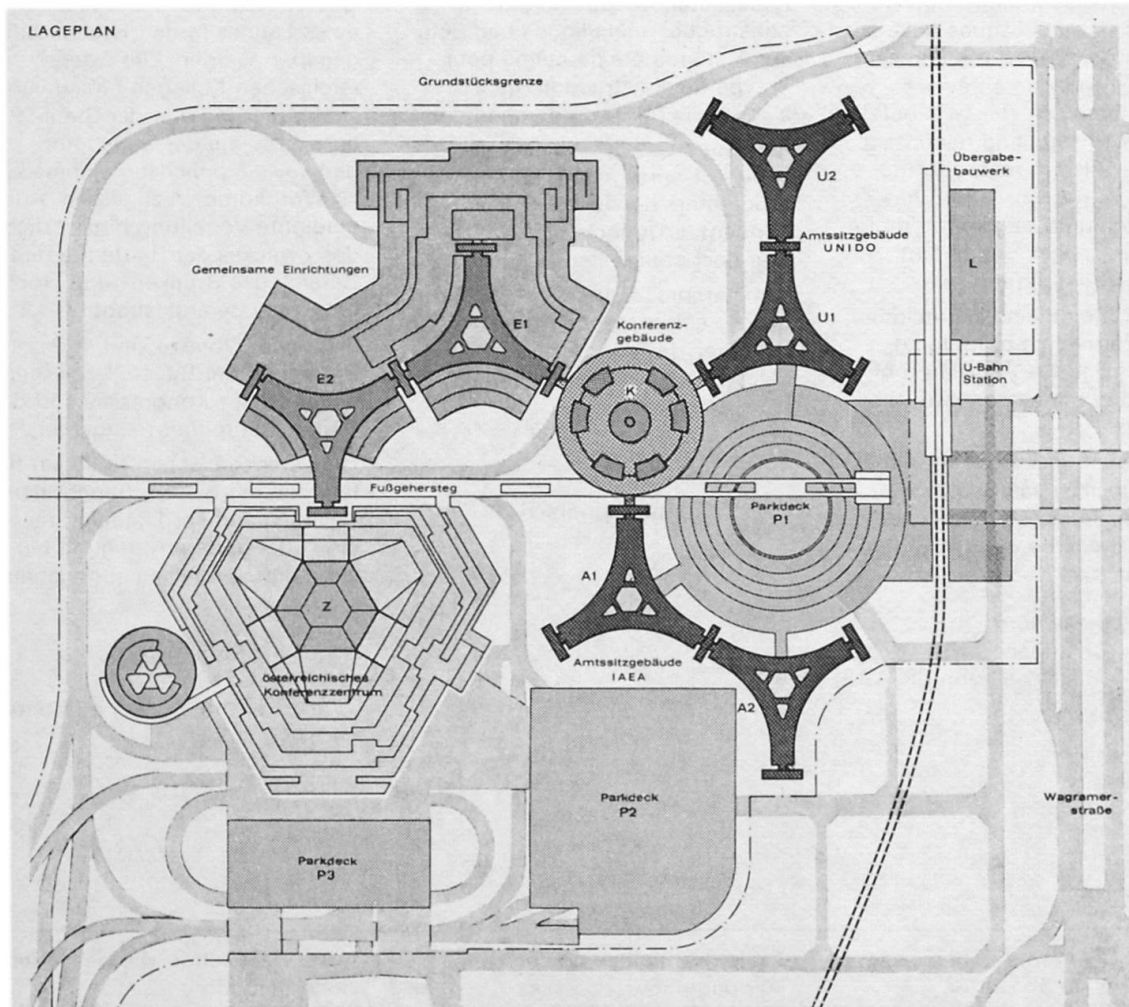 LAGEPLAN
Grundstücksgrenze
U2
Übergabe-
bauwerk
Amtssitzgebäude
UNIDO
L
Gemeinsame Einrichtungen
E1
U1
Konferenz-
gebäude
U-Bahn
Station
E2
K
Fußgehersteg
Parkdeck
P1
A1
Z
Amtssitzgebäude
IAEA
österreichisches
Konferenzzentrum
A2
Parkdeck
P2
Wagramer-
straße
Parkdeck
P3